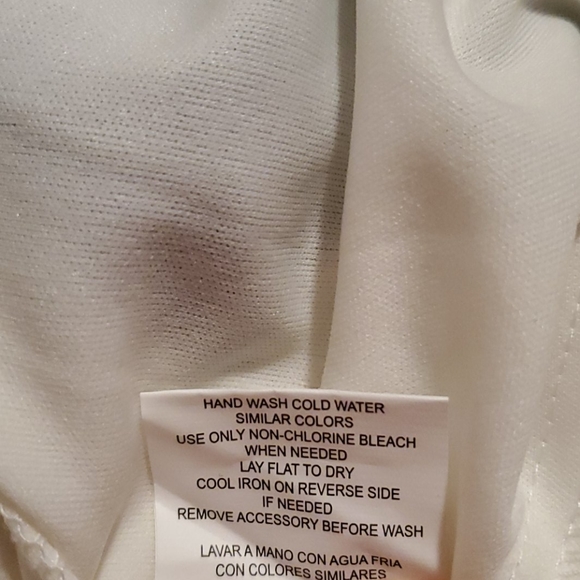 HAND WASH COLD WATER
SIMILAR COLORS
USE ONLY NON-CHLORINE BLEACH
WHEN NEEDED
LAY FLAT TO DRY
COOL IRON ON REVERSE SIDE
IF NEEDED
REMOVE ACCESSORY BEFORE WASH
LAVAR A MANO CON AGUA FRIA
CON COLORES SIMILARES